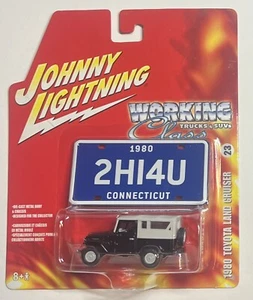 JOHNNY
LIGHTNING
WORKING
Class
TRUCKS & SUVs
1980
2HI4U
CONNECTICUT
23
1980 TOYOTA LAND CRUISER
8+